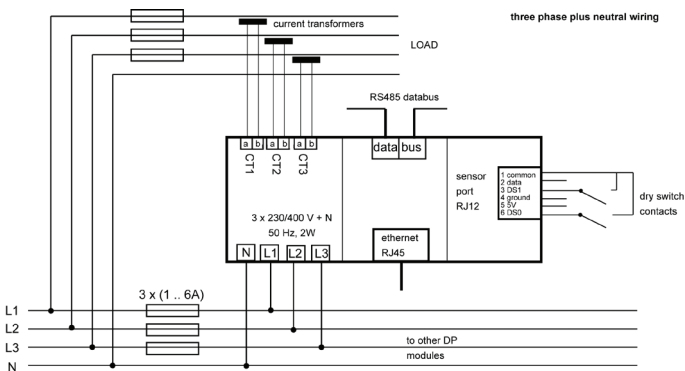 current transformers
three phase plus neutral wiring
LOAD
RS485 databus
a b a b a b
data bus
CT1
CT2
CT3
sensor
port
RJ12
1 common
2 data
3 DS1
4 ground
5 5V
6 DS0
dry switch
contacts
3 x 230/400 V + N
50 Hz, 2W
ethernet
RJ45
N L1 L2 L3
3 x (1 .. 6A)
L1
L2
L3
N
to other DP
modules